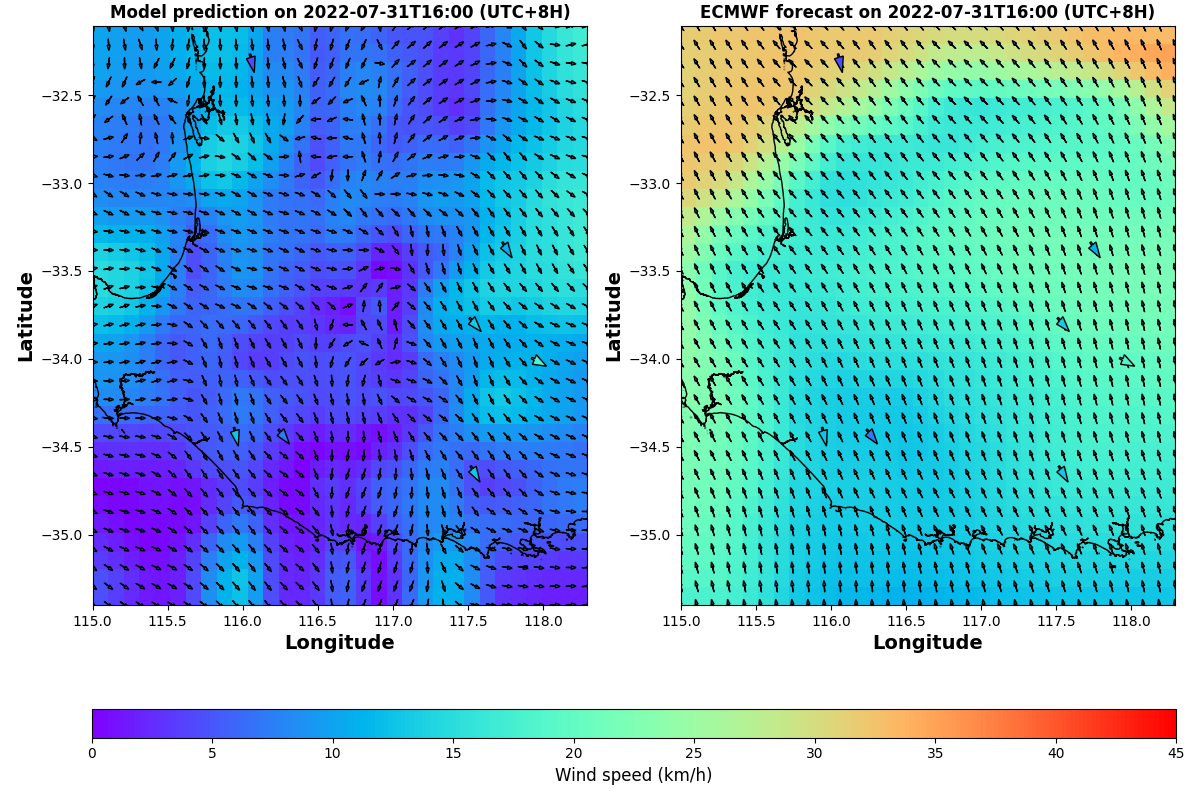 Model prediction on 2022-07-31T16:00 (UTC+8H) ECMWF forecast on 2022-07-31T16:00 (UTC+8H)
−32.5 −32.5
−33.0 −33.0
−33.5 −33.5
Latitude Latitude
−34.0 −34.0
−34.5 −34.5
−35.0 −35.0
115.0 115.5 116.0 116.5 117.0 117.5 118.0 115.0 115.5 116.0 116.5 117.0 117.5 118.0
Longitude Longitude
0 5 10 15 20 25 30 35 40 45
Wind speed (km/h)